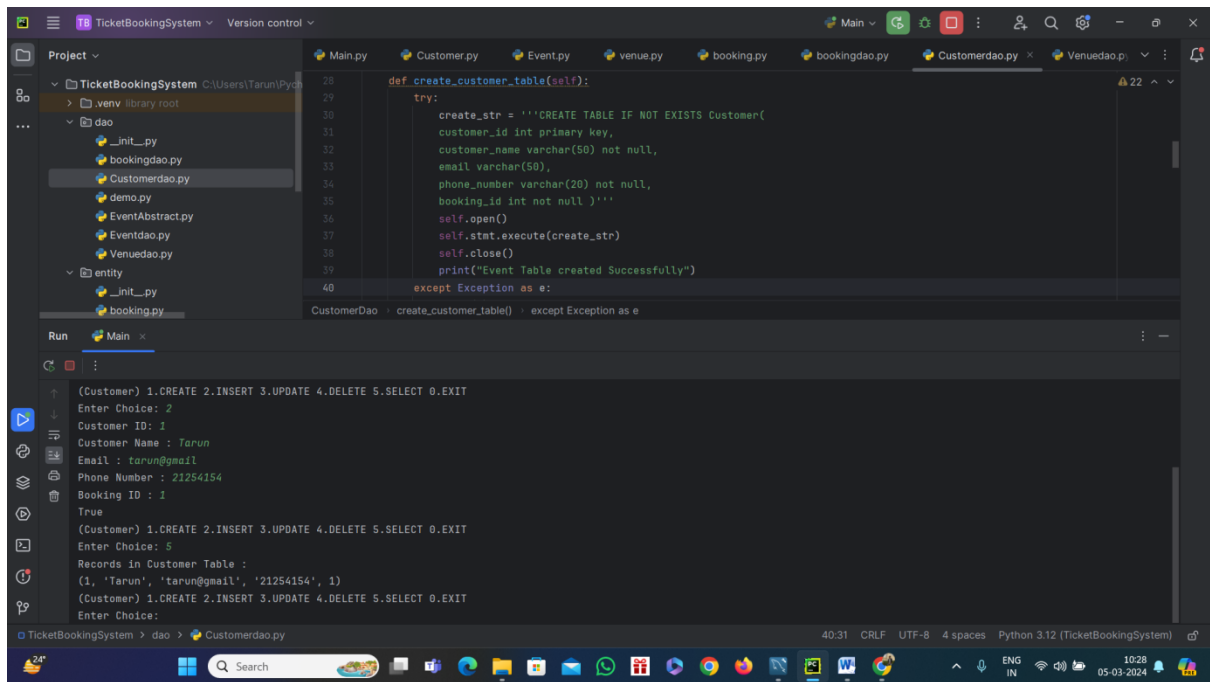 TB TicketBookingSystem Version control Main
Project
Main.py Customer.py Event.py venue.py booking.py bookingdao.py Customerdao.py Venuedao.p
TicketBookingSystem C:\Users\Tarun\Pych
.venv library root
dao
__init__.py
bookingdao.py
Customerdao.py
demo.py
EventAbstract.py
Eventdao.py
Venuedao.py
entity
__init__.py
booking.py
28 def create_customer_table(self):
29 try:
30 create_str = '''CREATE TABLE IF NOT EXISTS Customer(
31 customer_id int primary key,
32 customer_name varchar(50) not null,
33 email varchar(50),
34 phone_number varchar(20) not null,
35 booking_id int not null )'''
36 self.open()
37 self.stmt.execute(create_str)
38 self.close()
39 print("Event Table created Successfully")
40 except Exception as e:
22
CustomerDao create_customer_table() except Exception as e
Run Main
(Customer) 1.CREATE 2.INSERT 3.UPDATE 4.DELETE 5.SELECT 0.EXIT
Enter Choice: 2
Customer ID: 1
Customer Name : Tarun
Email : tarun@gmail
Phone Number : 21254154
Booking ID : 1
True
(Customer) 1.CREATE 2.INSERT 3.UPDATE 4.DELETE 5.SELECT 0.EXIT
Enter Choice: 5
Records in Customer Table :
(1, 'Tarun', 'tarun@gmail', '21254154', 1)
(Customer) 1.CREATE 2.INSERT 3.UPDATE 4.DELETE 5.SELECT 0.EXIT
Enter Choice:
TicketBookingSystem > dao > Customerdao.py 40:31 CRLF UTF-8 4 spaces Python 3.12 (TicketBookingSystem)
24°
Search
ENG
IN
10:28
05-03-2024